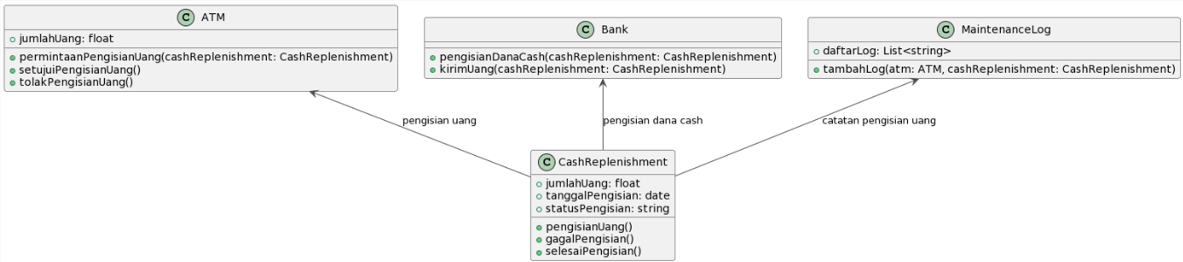 C ATM
jumlahUang: float
permintaanPengisianUang(cashReplenishment: CashReplenishment)
setujuiPengisianUang()
tolakPengisianUang()
C Bank
pengisianDanaCash(cashReplenishment: CashReplenishment)
kirimUang(cashReplenishment: CashReplenishment)
C MaintenanceLog
daftarLog: List<string>
tambahLog(atm: ATM, cashReplenishment: CashReplenishment)
pengisian uang
pengisian dana cash
catatan pengisian uang
C CashReplenishment
jumlahUang: float
tanggalPengisian: date
statusPengisian: string
pengisianUang()
gagalPengisian()
selesaiPengisian()